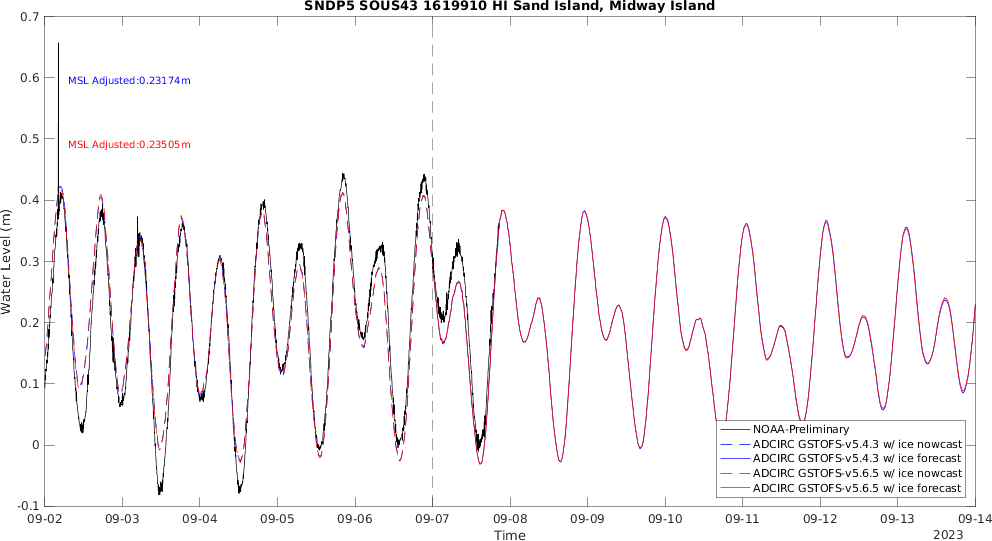 SNDP5 SOUS43 1619910 HI Sand Island, Midway Island
0.7
0.6
0.5
0.4
0.3
0.2
0.1
0
-0.1
Water Level (m)
MSL Adjusted:0.23174m
MSL Adjusted:0.23505m
NOAA-Preliminary
ADCIRC GSTOFS-v5.4.3 w/ ice nowcast
ADCIRC GSTOFS-v5.4.3 w/ ice forecast
ADCIRC GSTOFS-v5.6.5 w/ ice nowcast
ADCIRC GSTOFS-v5.6.5 w/ ice forecast
09-02 09-03 09-04 09-05 09-06 09-07 09-08 09-09 09-10 09-11 09-12 09-13 09-14
Time
2023